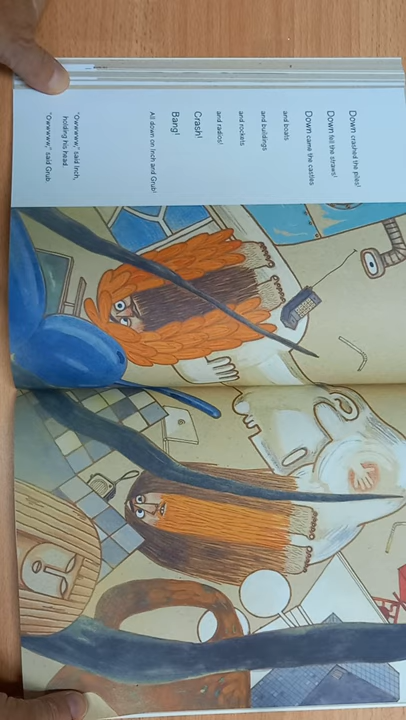 Down crashed the piles!
Down fell the straws!
Down came the castles
and boats
and buildings
and rockets
and radios!
Crash!
Bang!
All down on Inch and Grub!
"Owwwww," said Inch,
holding his head.
"Owwwww," said Grub.